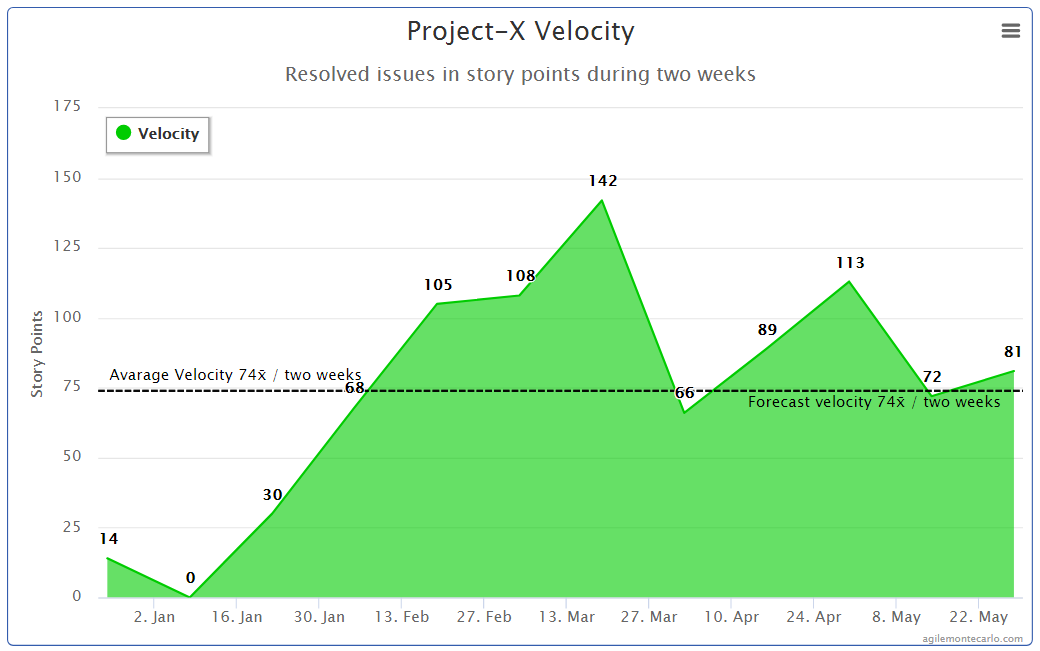 Project-X Velocity
Resolved issues in story points during two weeks
175
Velocity
150
142
125
113
105
108
100
Story Points
89
81
Avarage Velocity 74x̄ / two weeks
72
75
68
66
Forecast velocity 74x̄ / two weeks
50
30
25
14
0
0
2. Jan
16. Jan
30. Jan
13. Feb
27. Feb
13. Mar
27. Mar
10. Apr
24. Apr
8. May
22. May
agilemontecarlo.com